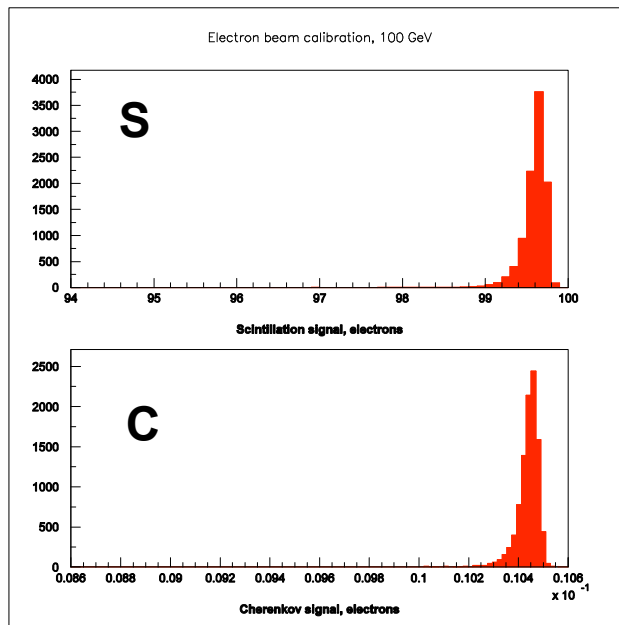 Electron beam calibration, 100 GeV
4000
3500
3000
2500
2000
1500
1000
500
0
S
94 95 96 97 98 99 100
Scintillation signal, electrons
2500
2000
1500
1000
500
0
C
0.086 0.088 0.09 0.092 0.094 0.096 0.098 0.1 0.102 0.104 0.106
x 10⁻¹
Cherenkov signal, electrons